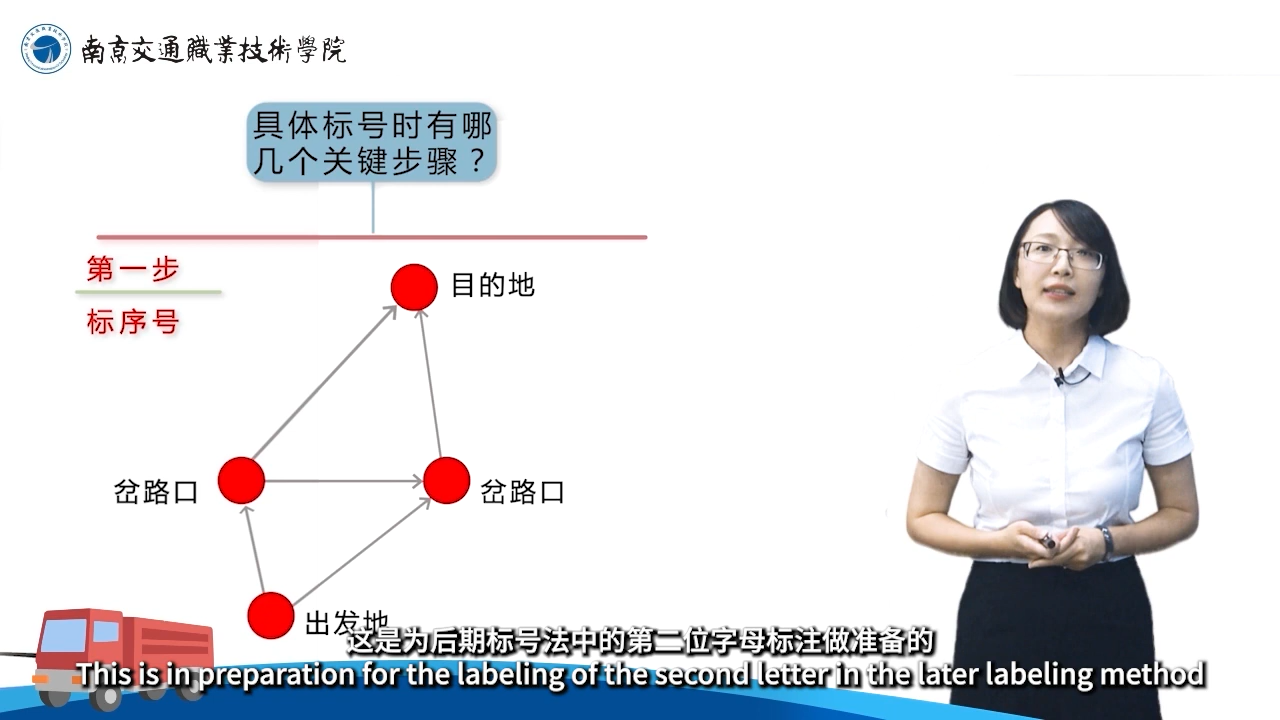 南京交通職業技術學院
具体标号时有哪
几个关键步骤？
第一步
标序号
目的地
岔路口
岔路口
出发地
这是为后期标号法中的第二位字母标注做准备的
This is in preparation for the labeling of the second letter in the later labeling method